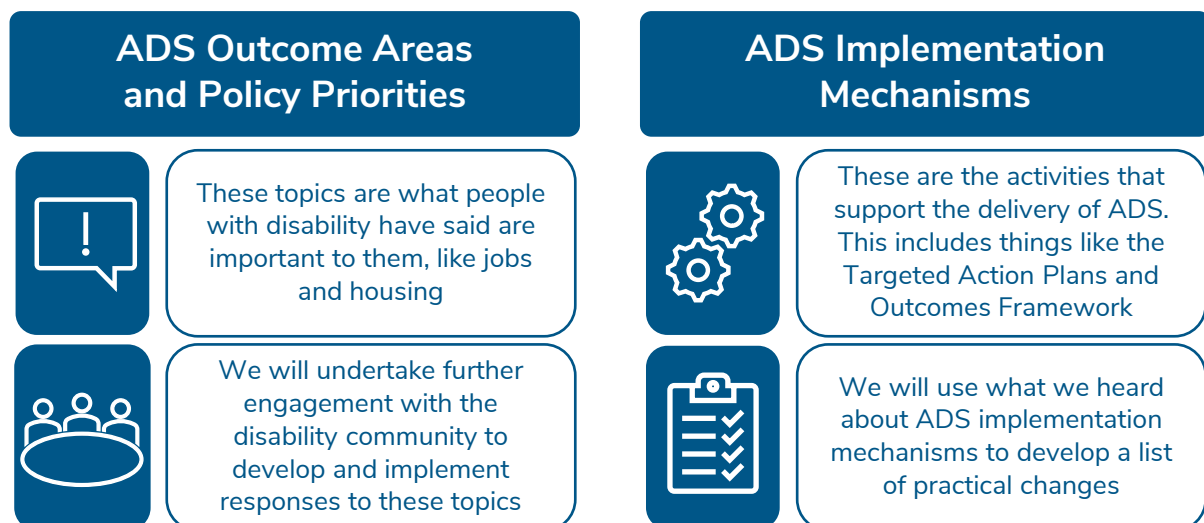 ADS Outcome Areas
and Policy Priorities
These topics are what people
with disability have said are
important to them, like jobs
and housing
We will undertake further
engagement with the
disability community to
develop and implement
responses to these topics
ADS Implementation
Mechanisms
These are the activities that
support the delivery of ADS.
This includes things like the
Targeted Action Plans and
Outcomes Framework
We will use what we heard
about ADS implementation
mechanisms to develop a list
of practical changes